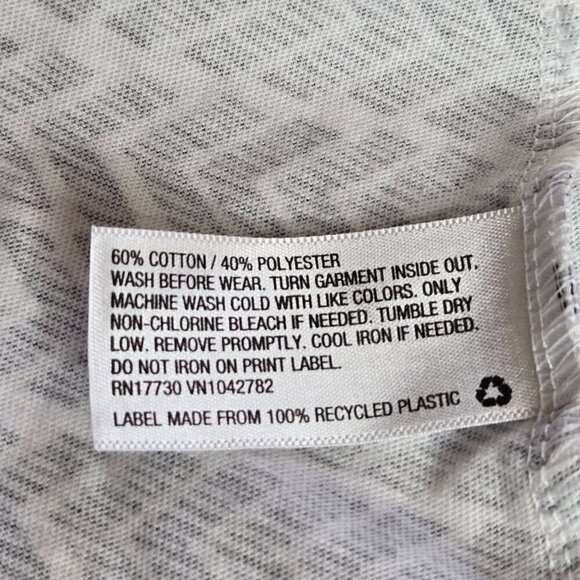 60% COTTON / 40% POLYESTER
WASH BEFORE WEAR. TURN GARMENT INSIDE OUT.
MACHINE WASH COLD WITH LIKE COLORS. ONLY
NON-CHLORINE BLEACH IF NEEDED. TUMBLE DRY
LOW. REMOVE PROMPTLY. COOL IRON IF NEEDED.
DO NOT IRON ON PRINT LABEL.
RN17730 VN1042782
LABEL MADE FROM 100% RECYCLED PLASTIC